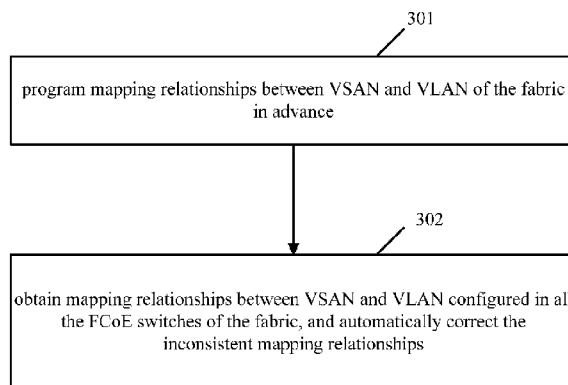 301
program mapping relationships between VSAN and VLAN of the fabric
in advance
302
obtain mapping relationships between VSAN and VLAN configured in all
the FCoE switches of the fabric, and automatically correct the
inconsistent mapping relationships